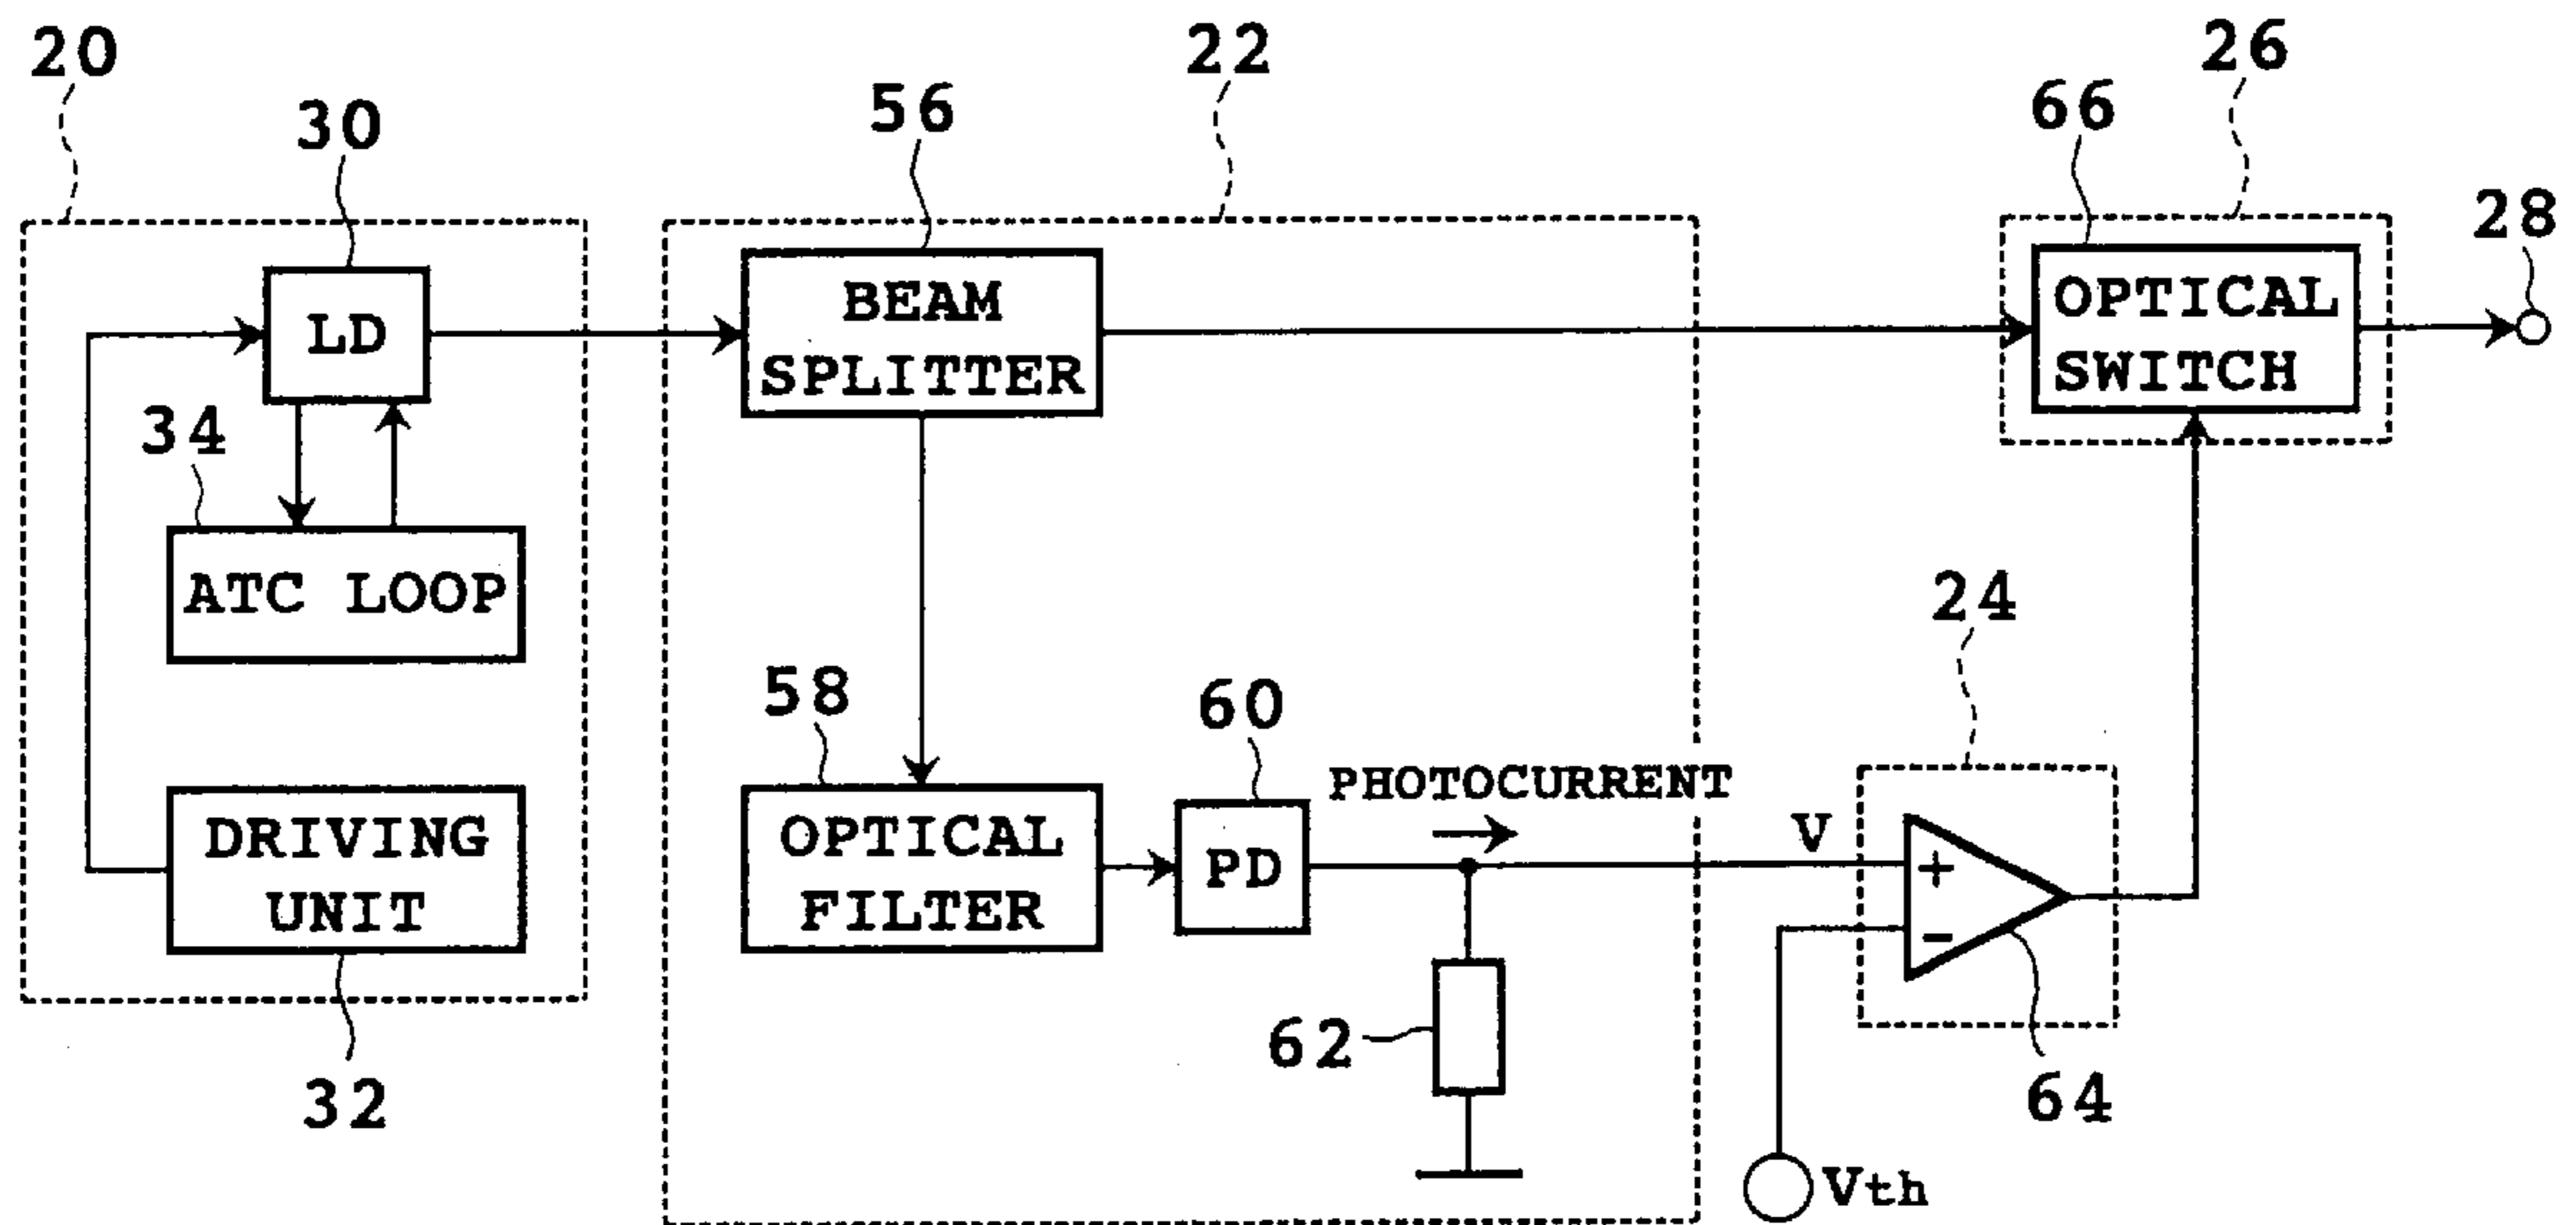 20
22
26
30
56
66
28
LD
BEAM
SPLITTER
OPTICAL
SWITCH
34
ATC LOOP
24
58
60
PHOTOCURRENT
DRIVING
UNIT
OPTICAL
FILTER
PD
V
+
-
62
32
64
Vth